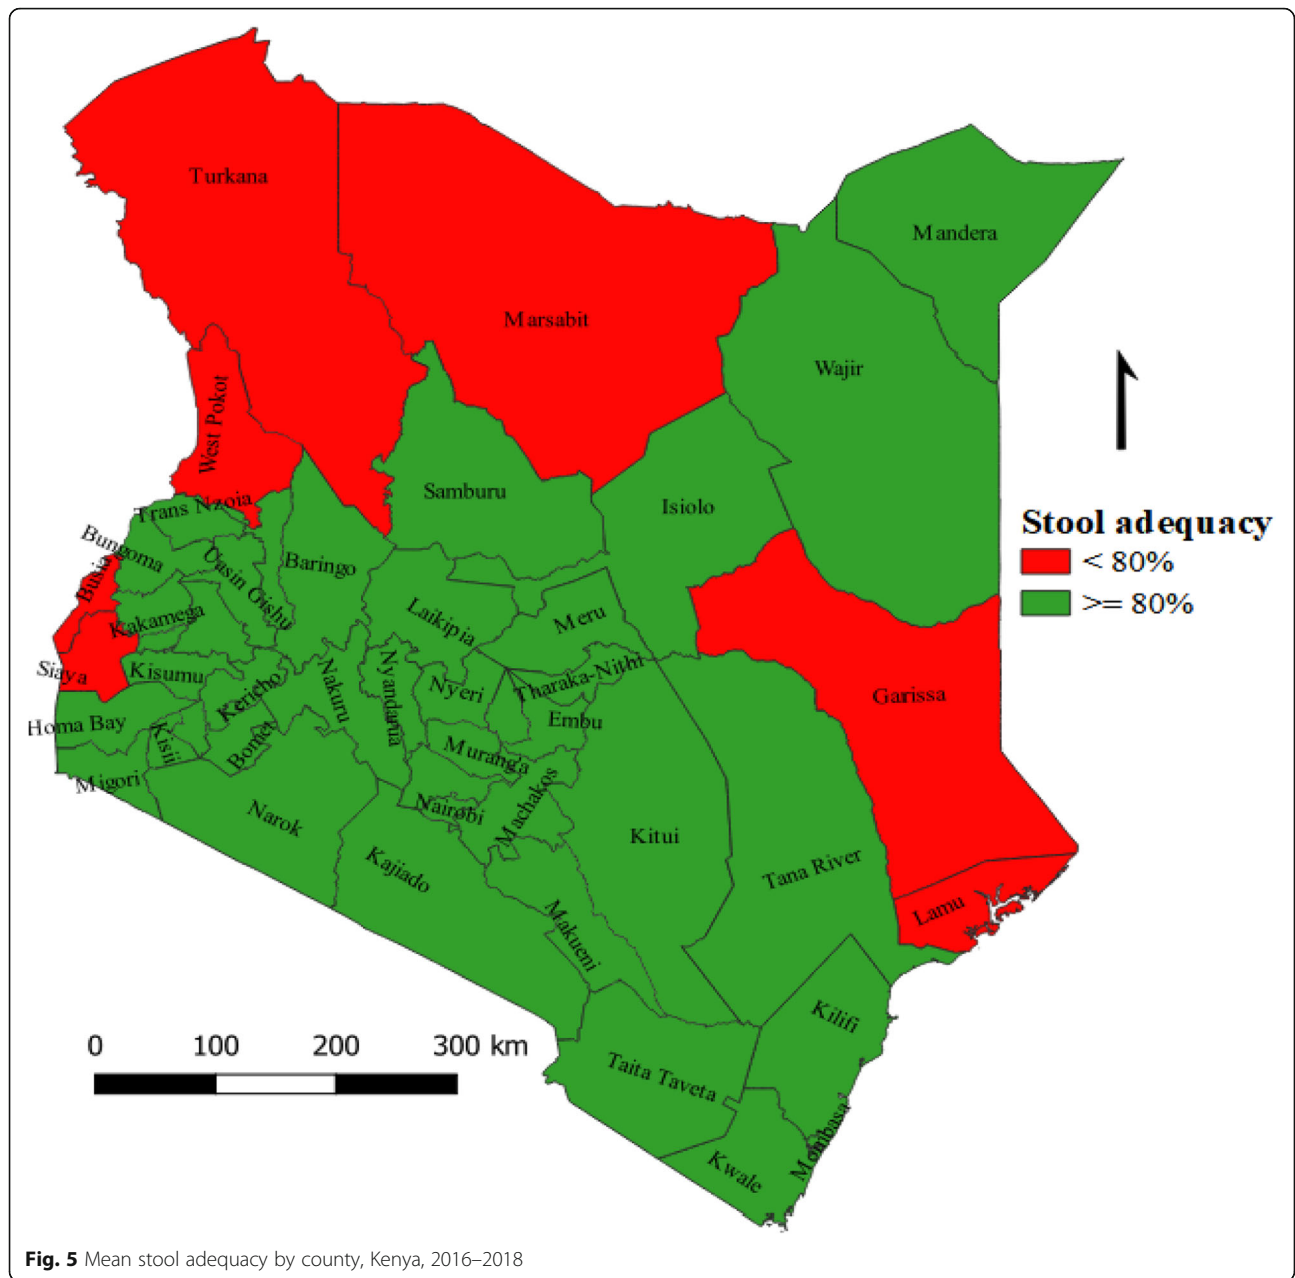 Turkana
Mandera
Marsabit
Wajir
West Pokot
Samburu
Isiolo
Trans Nzoia
Bungoma
Busia
Uasin Gishu
Baringo
Kakamega
Laikipia
Meru
Siaya
Kisumu
Kericho
Nakuru
Nyandarua
Nyeri
Tharaka-Nithi
Embu
Garissa
Homa Bay
Kisii
Bomet
Muranga
Migori
Narok
Nairobi
Machakos
Kitui
Kajiado
Tana River
Lamu
Makueni
Kilifi
Taita Taveta
Mombasa
Kwale
Stool adequacy
< 80%
>= 80%
0 100 200 300 km
Fig. 5 Mean stool adequacy by county, Kenya, 2016–2018